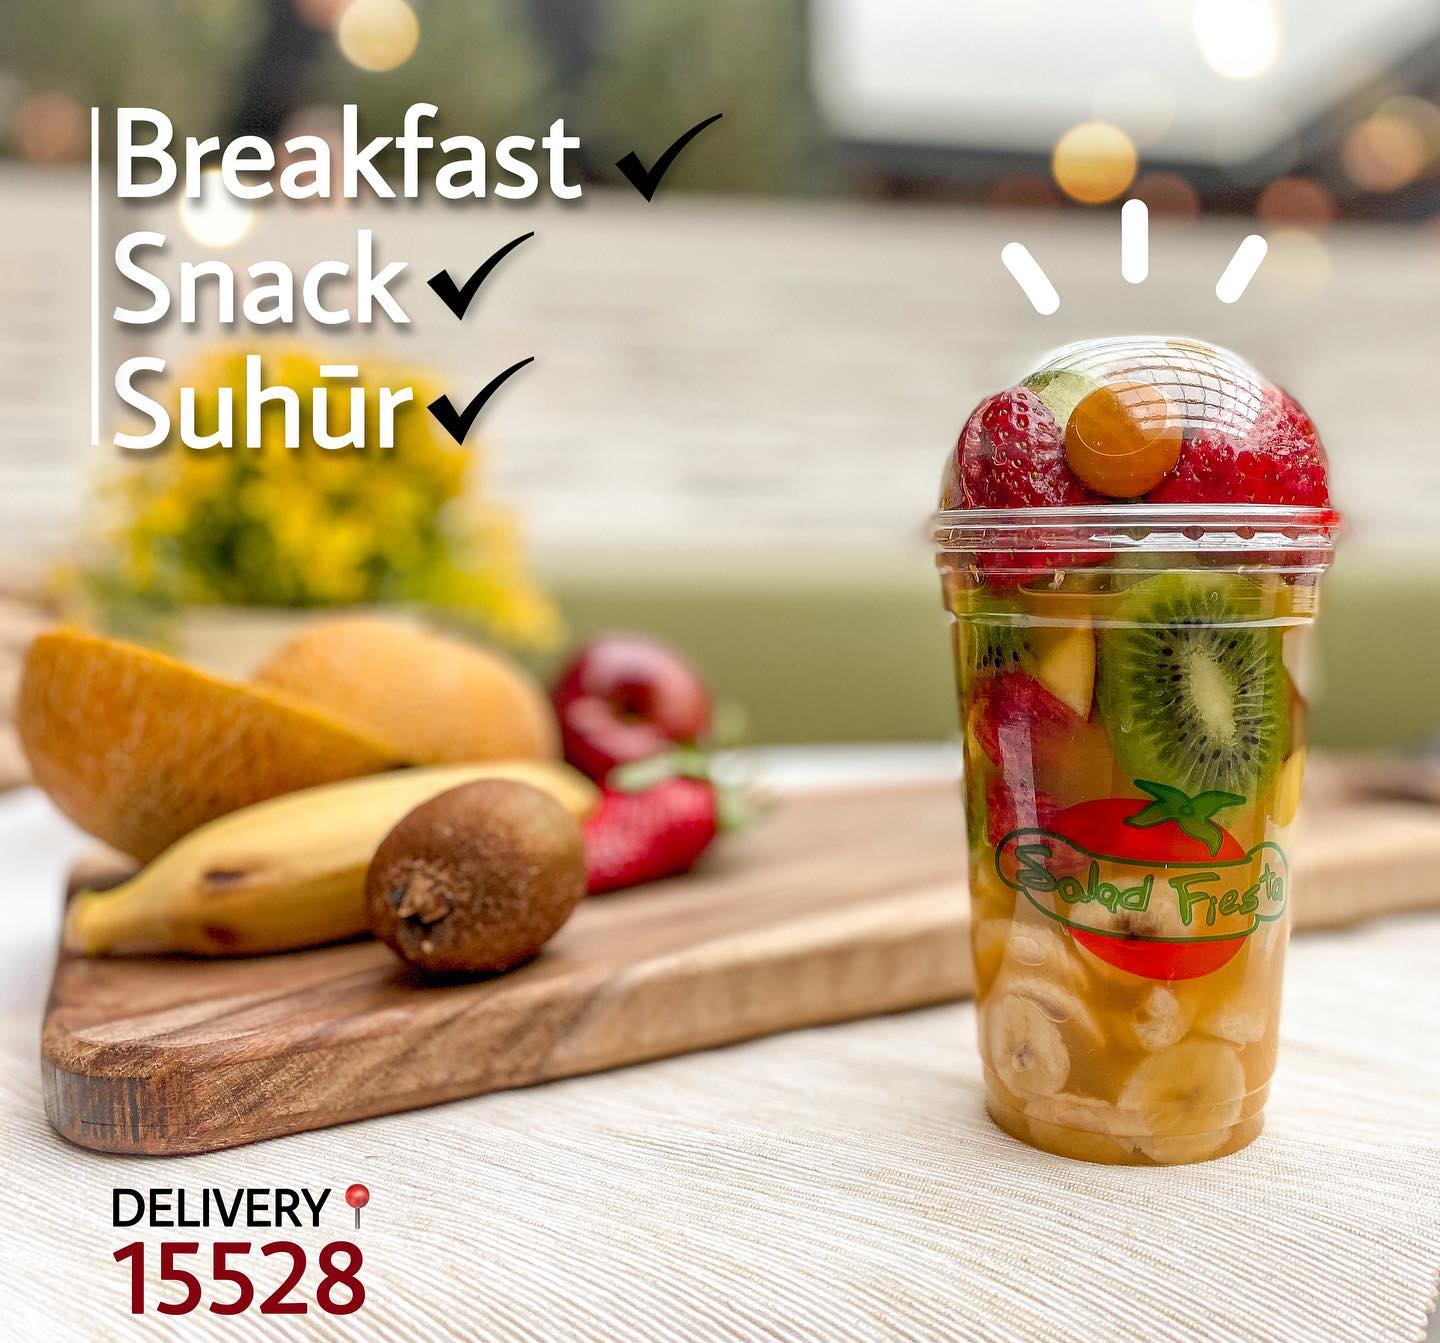 Breakfast ✓
Snack ✓
Suhūr ✓
Salad Fiesta
DELIVERY
15528